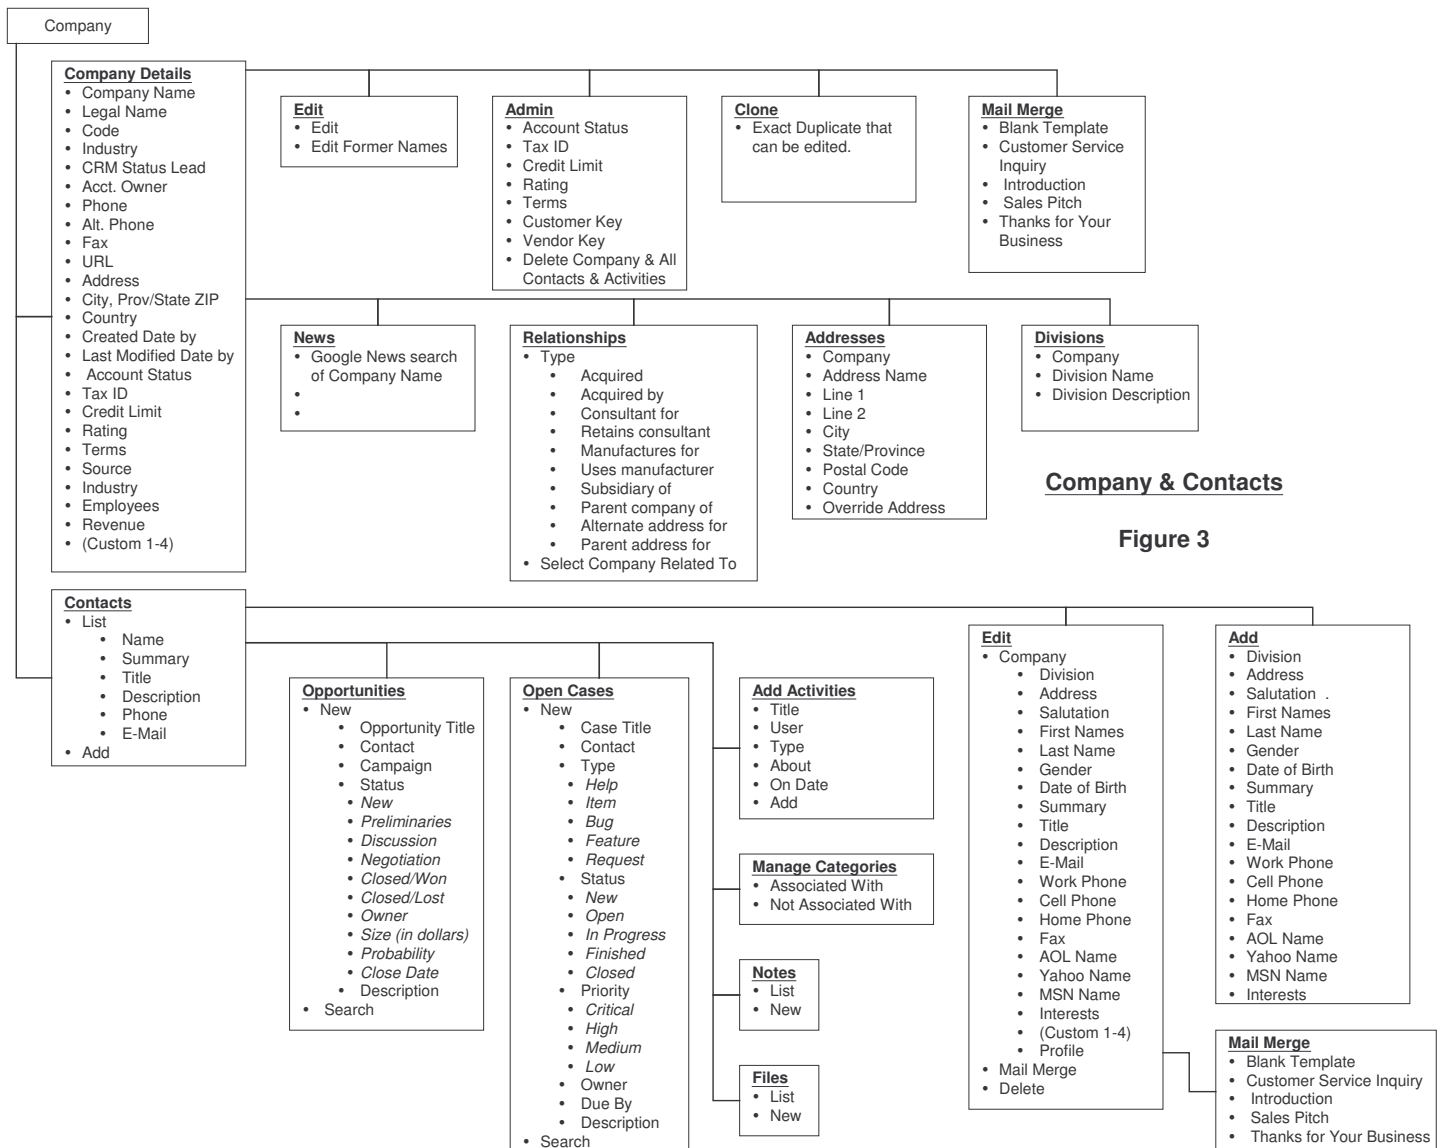 Company
Company Details
• Company Name
• Legal Name
• Code
• Industry
• CRM Status Lead
• Acct. Owner
• Phone
• Alt. Phone
• Fax
• URL
• Address
• City, Prov/State ZIP
• Country
• Created Date by
• Last Modified Date by
• Account Status
• Tax ID
• Credit Limit
• Rating
• Terms
• Source
• Industry
• Employees
• Revenue
• (Custom 1-4)
Edit
• Edit
• Edit Former Names
Admin
• Account Status
• Tax ID
• Credit Limit
• Rating
• Terms
• Customer Key
• Vendor Key
• Delete Company & All
Contacts & Activities
Clone
• Exact Duplicate that
can be edited.
Mail Merge
• Blank Template
• Customer Service
Inquiry
• Introduction
• Sales Pitch
• Thanks for Your
Business
News
• Google News search
of Company Name
•
•
Relationships
• Type
• Acquired
• Acquired by
• Consultant for
• Retains consultant
• Manufactures for
• Uses manufacturer
• Subsidiary of
• Parent company of
• Alternate address for
• Parent address for
• Select Company Related To
Addresses
• Company
• Address Name
• Line 1
• Line 2
• City
• State/Province
• Postal Code
• Country
• Override Address
Divisions
• Company
• Division Name
• Division Description
Company & Contacts
Figure 3
Contacts
• List
• Name
• Summary
• Title
• Description
• Phone
• E-Mail
• Add
Opportunities
• New
• Opportunity Title
• Contact
• Campaign
• Status
• New
• Preliminaries
• Discussion
• Negotiation
• Closed/Won
• Closed/Lost
• Owner
• Size (in dollars)
• Probability
• Close Date
• Description
• Search
Open Cases
• New
• Case Title
• Contact
• Type
• Help
• Item
• Bug
• Feature
• Request
• Status
• New
• Open
• In Progress
• Finished
• Closed
• Priority
• Critical
• High
• Medium
• Low
• Owner
• Due By
• Description
• Search
Add Activities
• Title
• User
• Type
• About
• On Date
• Add
Manage Categories
• Associated With
• Not Associated With
Notes
• List
• New
Files
• List
• New
Edit
• Company
• Division
• Address
• Salutation
• First Names
• Last Name
• Gender
• Date of Birth
• Summary
• Title
• Description
• E-Mail
• Work Phone
• Cell Phone
• Home Phone
• Fax
• AOL Name
• Yahoo Name
• MSN Name
• Interests
• (Custom 1-4)
• Profile
• Mail Merge
• Delete
Add
• Division
• Address
• Salutation .
• First Names
• Last Name
• Gender
• Date of Birth
• Summary
• Title
• Description
• E-Mail
• Work Phone
• Cell Phone
• Home Phone
• Fax
• AOL Name
• Yahoo Name
• MSN Name
• Interests
Mail Merge
• Blank Template
• Customer Service Inquiry
• Introduction
• Sales Pitch
• Thanks for Your Business